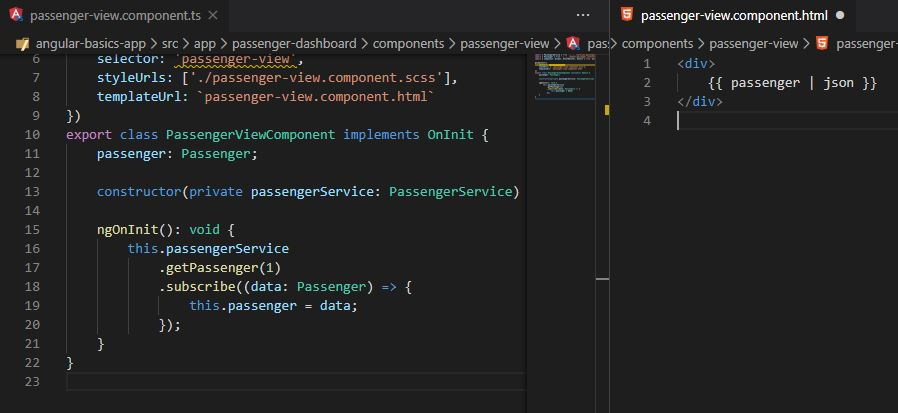 passenger-view.component.ts ×
...
angular-basics-app > src > app > passenger-dashboard > components > passenger-view >
6 selector: `passenger-view`,
7 styleUrls: ['./passenger-view.component.scss'],
8 templateUrl: `passenger-view.component.html`
9 })
10 export class PassengerViewComponent implements OnInit {
11 passenger: Passenger;
12
13 constructor(private passengerService: PassengerService)
14
15 ngOnInit(): void {
16 this.passengerService
17 .getPassenger(1)
18 .subscribe((data: Passenger) => {
19 this.passenger = data;
20 });
21 }
22 }
23
passenger-view.component.html ●
components > passenger-view > passenger-
1 <div>
2 {{ passenger | json }}
3 </div>
4